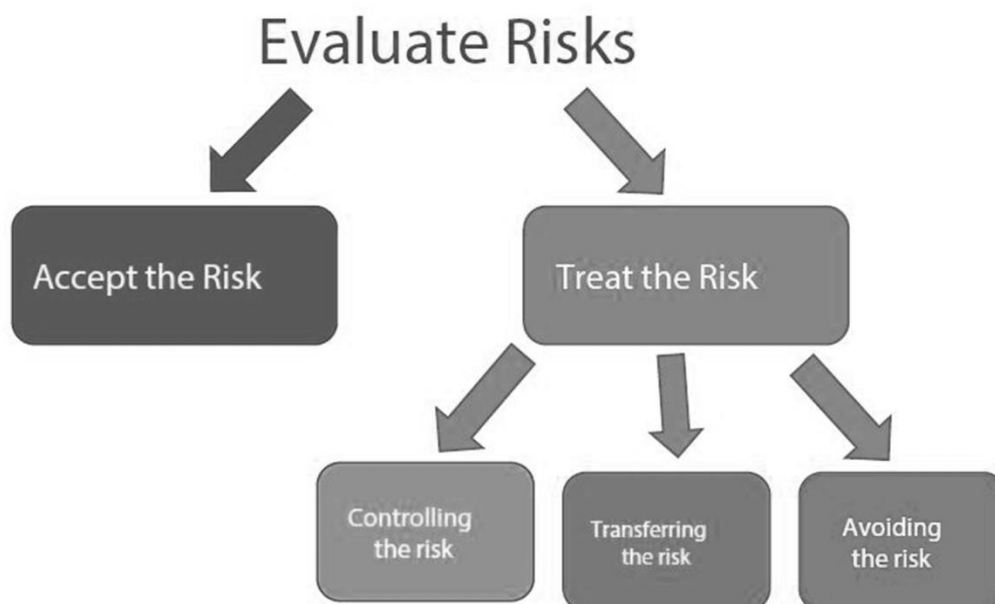 Evaluate Risks
Accept the Risk
Treat the Risk
Controlling
the risk
Transferring
the risk
Avoiding
the risk